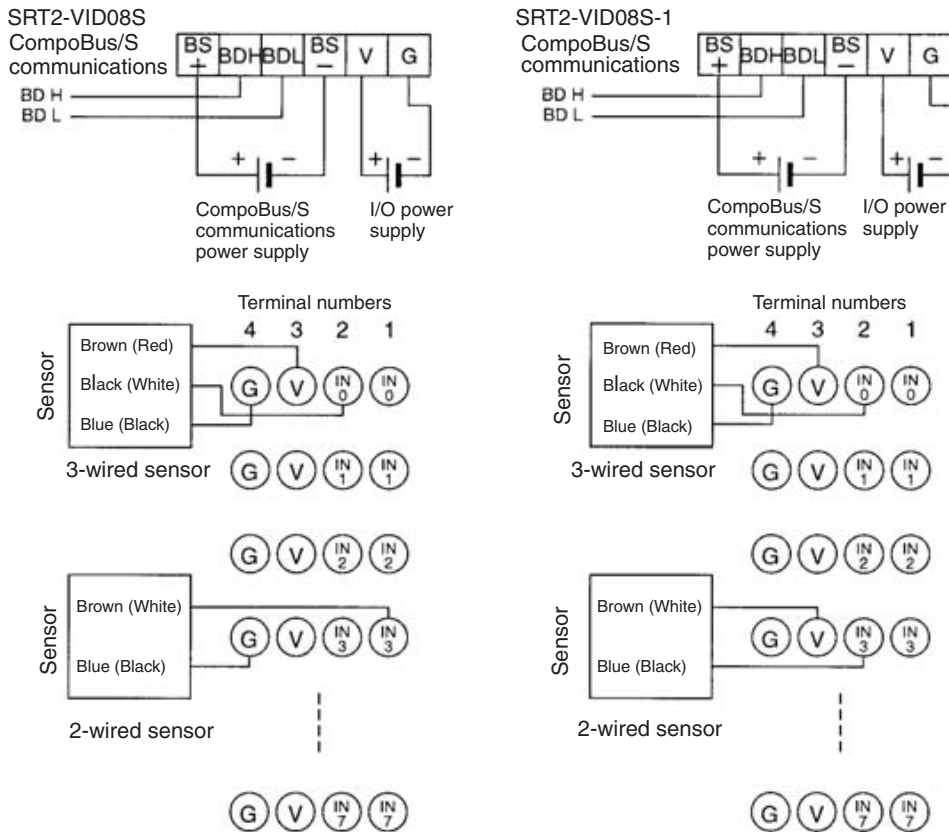 SRT2-VID08S
CompoBus/S
communications
BS
+
BDH
BDL
BS
–
V
G
BD H
BD L
+ –
+ –
CompoBus/S
communications
power supply
I/O power
supply
Terminal numbers
4 3 2 1
Sensor
Brown (Red)
Black (White)
Blue (Black)
G V IN 0 IN 0
3-wired sensor
G V IN 1 IN 1
G V IN 2 IN 2
Sensor
Brown (White)
Blue (Black)
G V IN 3 IN 3
2-wired sensor
G V IN 7 IN 7
SRT2-VID08S-1
CompoBus/S
communications
BS
+
BDH
BDL
BS
–
V
G
BD H
BD L
+ –
+ –
CompoBus/S
communications
power supply
I/O power
supply
Terminal numbers
4 3 2 1
Sensor
Brown (Red)
Black (White)
Blue (Black)
G V IN 0 IN 0
3-wired sensor
G V IN 1 IN 1
G V IN 2 IN 2
Sensor
Brown (White)
Blue (Black)
G V IN 3 IN 3
2-wired sensor
G V IN 7 IN 7